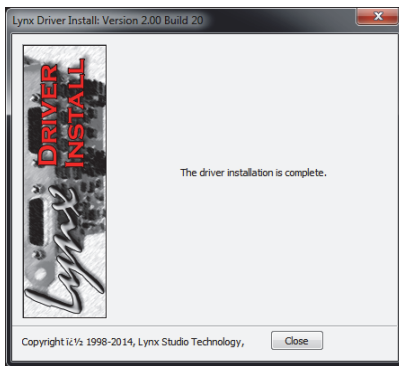 Lynx Driver Install: Version 2.00 Build 20
Lynx
DRIVER
INSTALL
The driver installation is complete.
Copyright ï¿½ 1998-2014, Lynx Studio Technology,
Close